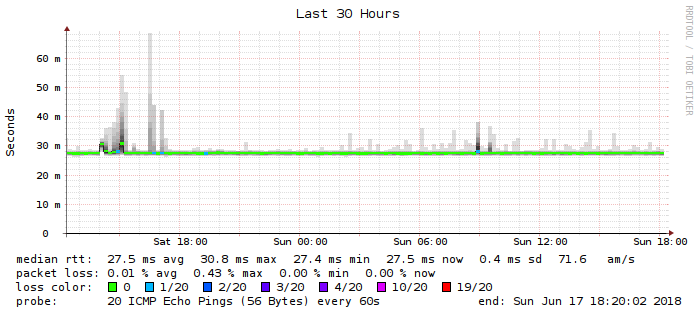 Last 30 Hours
RRDTOOL / TOBI OETIKER
Seconds
60 m
50 m
40 m
30 m
20 m
10 m
0
Sat 18:00 Sun 00:00 Sun 06:00 Sun 12:00 Sun 18:00
median rtt: 27.5 ms avg 30.8 ms max 27.4 ms min 27.5 ms now 0.4 ms sd 71.6 am/s
packet loss: 0.01 % avg 0.43 % max 0.00 % min 0.00 % now
loss color: 0 1/20 2/20 3/20 4/20 10/20 19/20
probe: 20 ICMP Echo Pings (56 Bytes) every 60s end: Sun Jun 17 18:20:02 2018